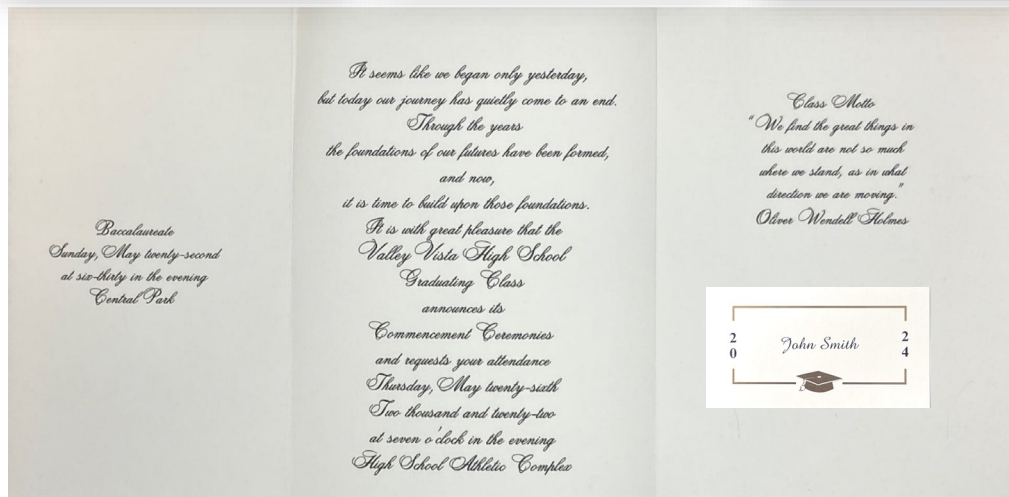 Baccalaureate
Sunday, May twenty-second
at six-thirty in the evening
Central Park
It seems like we began only yesterday,
but today our journey has quietly come to an end.
Through the years
the foundations of our futures have been formed,
and now,
it is time to build upon those foundations.
It is with great pleasure that the
Valley Vista High School
Graduating Class
announces its
Commencement Ceremonies
and requests your attendance
Thursday, May twenty-sixth
Two thousand and twenty-two
at seven o'clock in the evening
High School Athletic Complex
Class Motto
"We find the great things in
this world are not so much
where we stand, as in what
direction we are moving."
Oliver Wendell Holmes
20
John Smith
24